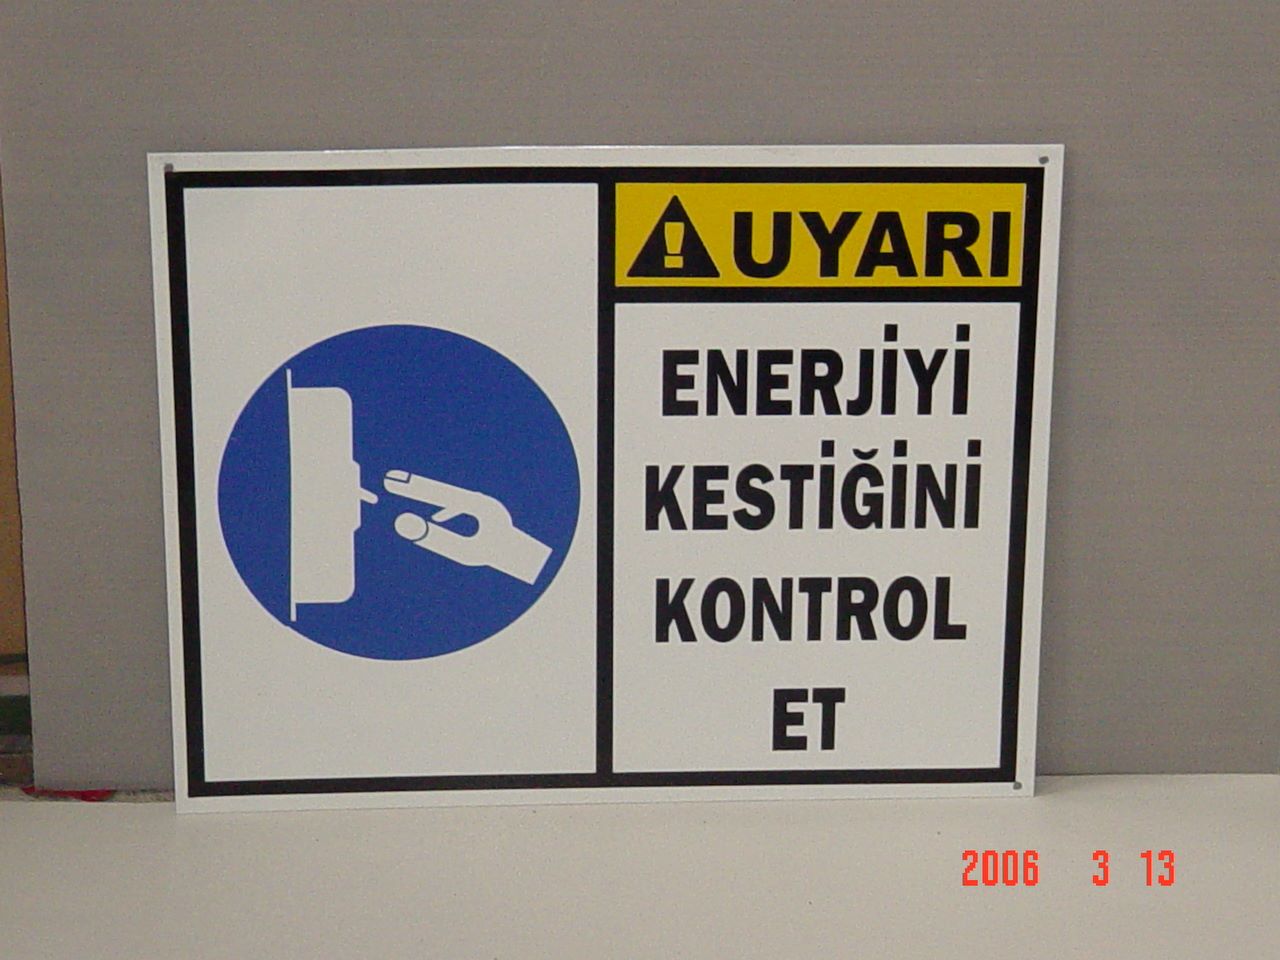 UYARI
ENERJİYİ
KESTİĞİNİ
KONTROL
ET
2006 3 13